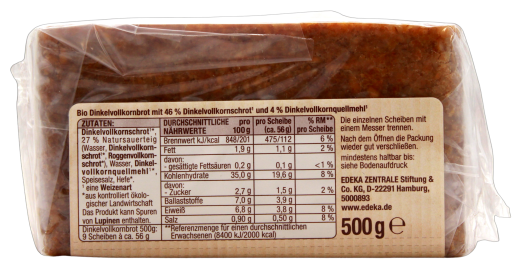 Bio Dinkelvollkornbrot mit 46 % Dinkelvollkornschrot¹ und 4 % Dinkelvollkornquellmehl¹
ZUTATEN:
Dinkelvollkornschrot¹*,
27 % Natursauerteig
(Wasser, Dinkelvollkorn-
schrot¹*, Roggenvollkorn-
schrot*), Wasser, Dinkel-
vollkornquellmehl¹*,
Speisesalz, Hefe*.
¹ eine Weizenart
*aus kontrolliert ökolo-
gischer Landwirtschaft
Das Produkt kann Spuren
von Lupinen enthalten.
Dinkelvollkornbrot 500g:
9 Scheiben à ca. 56 g
DURCHSCHNITTLICHE NÄHRWERTE pro 100 g pro Scheibe (ca. 56 g) % RM** pro Scheibe
Brennwert kJ/kcal 848/201 475/112 6 %
Fett 1,9 g 1,1 g 2 %
davon:
- gesättigte Fettsäuren 0,2 g 0,1 g <1 %
Kohlenhydrate 35,0 g 19,6 g 8 %
davon:
- Zucker 2,7 g 1,5 g 2 %
Ballaststoffe 7,0 g 3,9 g
Eiweiß 6,8 g 3,8 g 8 %
Salz 0,90 g 0,50 g 8 %
**Referenzmenge für einen durchschnittlichen
Erwachsenen (8400 kJ/2000 kcal)
Die einzelnen Scheiben mit
einem Messer trennen.
Nach dem Öffnen die Packung
wieder gut verschließen.
mindestens haltbar bis:
siehe Bodenaufdruck
EDEKA ZENTRALE Stiftung &
Co. KG, D-22291 Hamburg,
5000893
www.edeka.de
500 g e